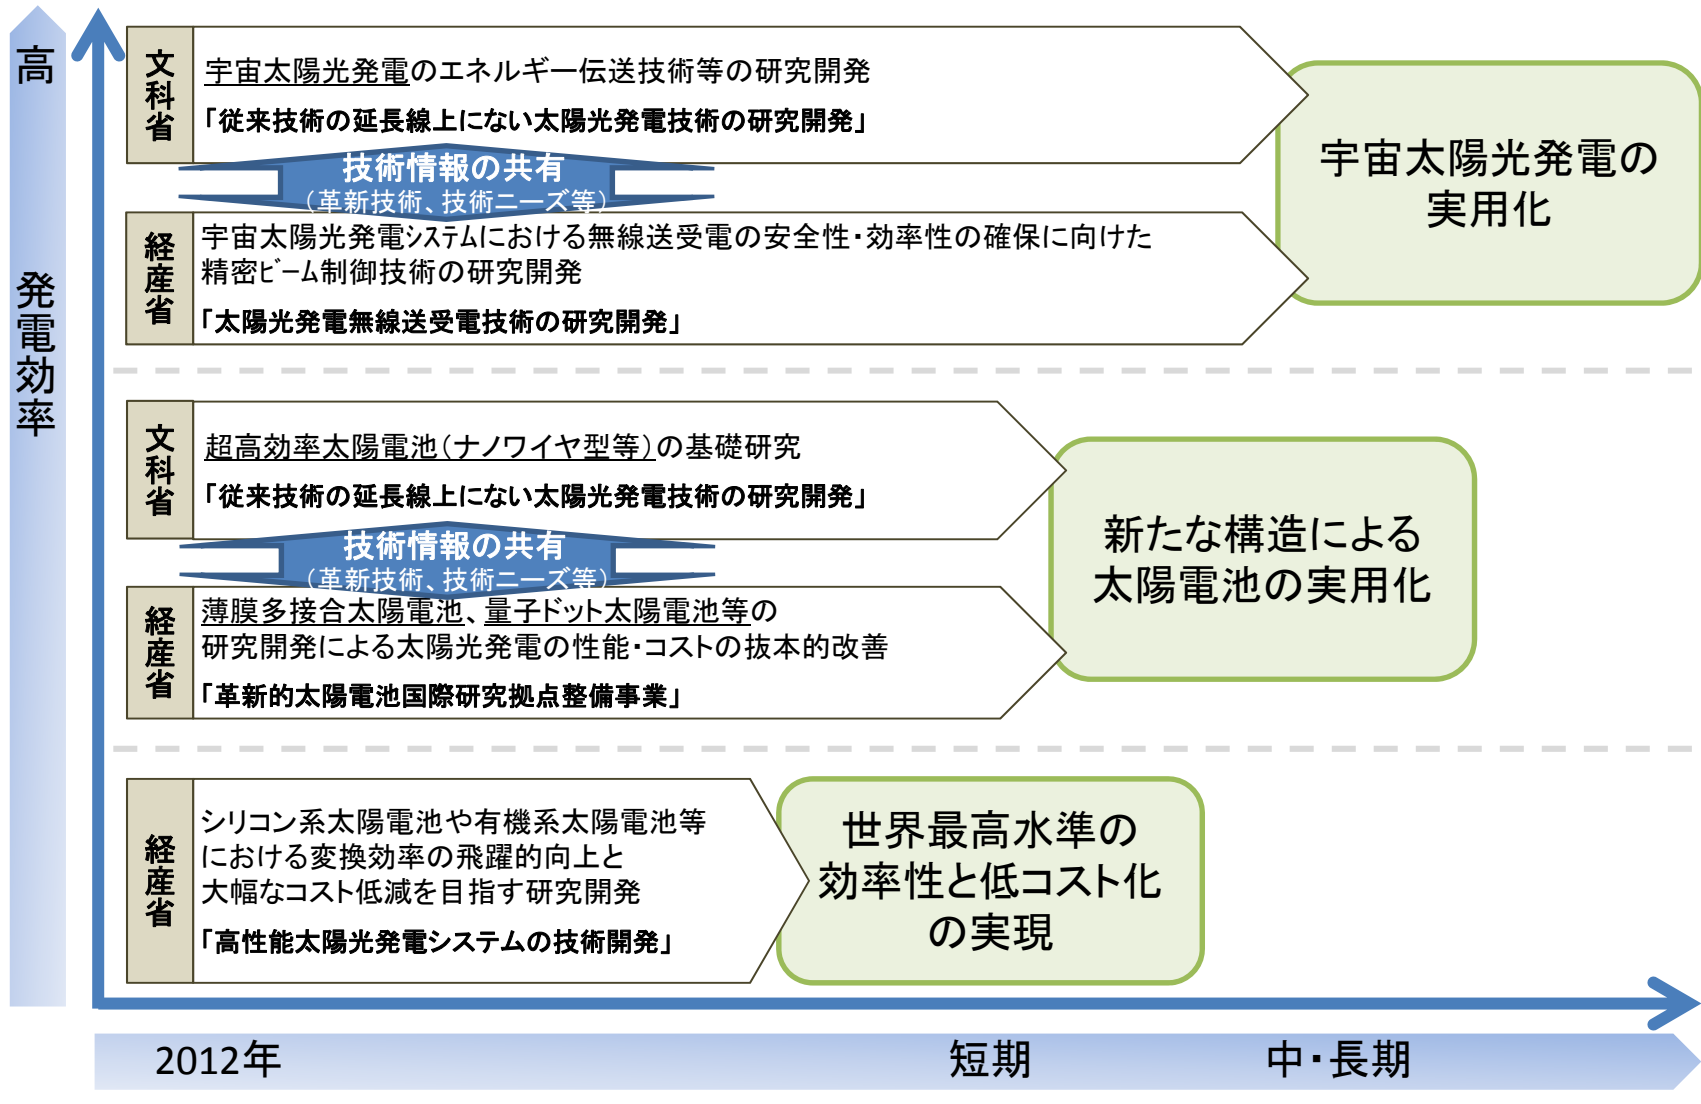 高
発電効率
文科省
宇宙太陽光発電のエネルギー伝送技術等の研究開発
「従来技術の延長線上にない太陽光発電技術の研究開発」
技術情報の共有
（革新技術、技術ニーズ等）
経産省
宇宙太陽光発電ｼｽﾃﾑにおける無線送受電の安全性・効率性の確保に向けた
精密ﾋﾞｰﾑ制御技術の研究開発
「太陽光発電無線送受電技術の研究開発」
宇宙太陽光発電の
実用化
文科省
超高効率太陽電池（ナノワイヤ型等）の基礎研究
「従来技術の延長線上にない太陽光発電技術の研究開発」
技術情報の共有
（革新技術、技術ニーズ等）
経産省
薄膜多接合太陽電池、量子ドット太陽電池等の
研究開発による太陽光発電の性能・コストの抜本的改善
「革新的太陽電池国際研究拠点整備事業」
新たな構造による
太陽電池の実用化
経産省
シリコン系太陽電池や有機系太陽電池等
における変換効率の飛躍的向上と
大幅なコスト低減を目指す研究開発
「高性能太陽光発電システムの技術開発」
世界最高水準の
効率性と低コスト化
の実現
2012年
短期
中・長期